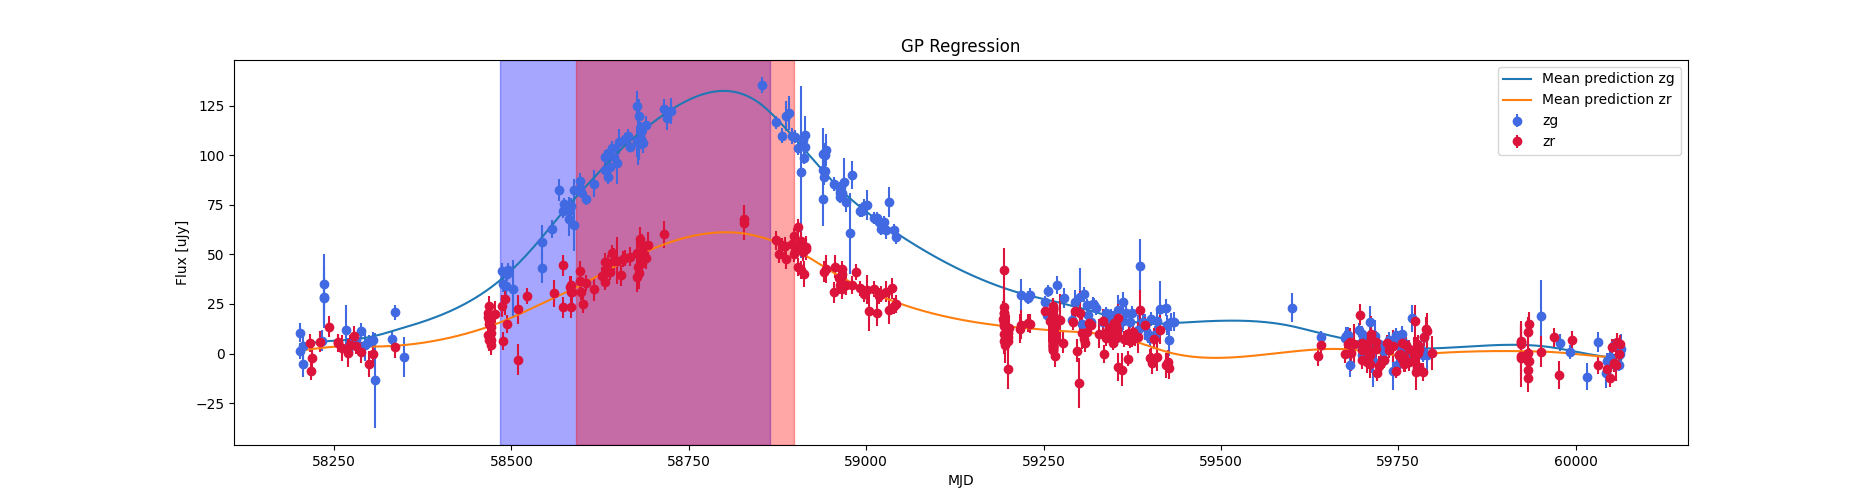 GP Regression
Mean prediction zg
Mean prediction zr
zg
zr
Flux [uJy]
125
100
75
50
25
0
−25
58250 58500 58750 59000 59250 59500 59750 60000
MJD